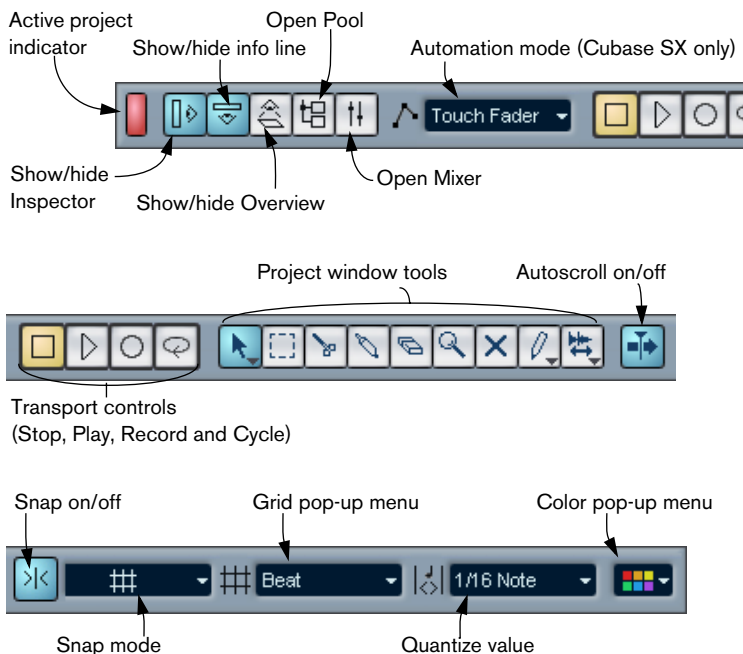 Active project
indicator
Show/hide info line
Open Pool
Automation mode (Cubase SX only)
Touch Fader
Show/hide
Inspector
Show/hide Overview
Open Mixer
Project window tools
Autoscroll on/off
Transport controls
(Stop, Play, Record and Cycle)
Snap on/off
Grid pop-up menu
Color pop-up menu
Beat
1/16 Note
Snap mode
Quantize value